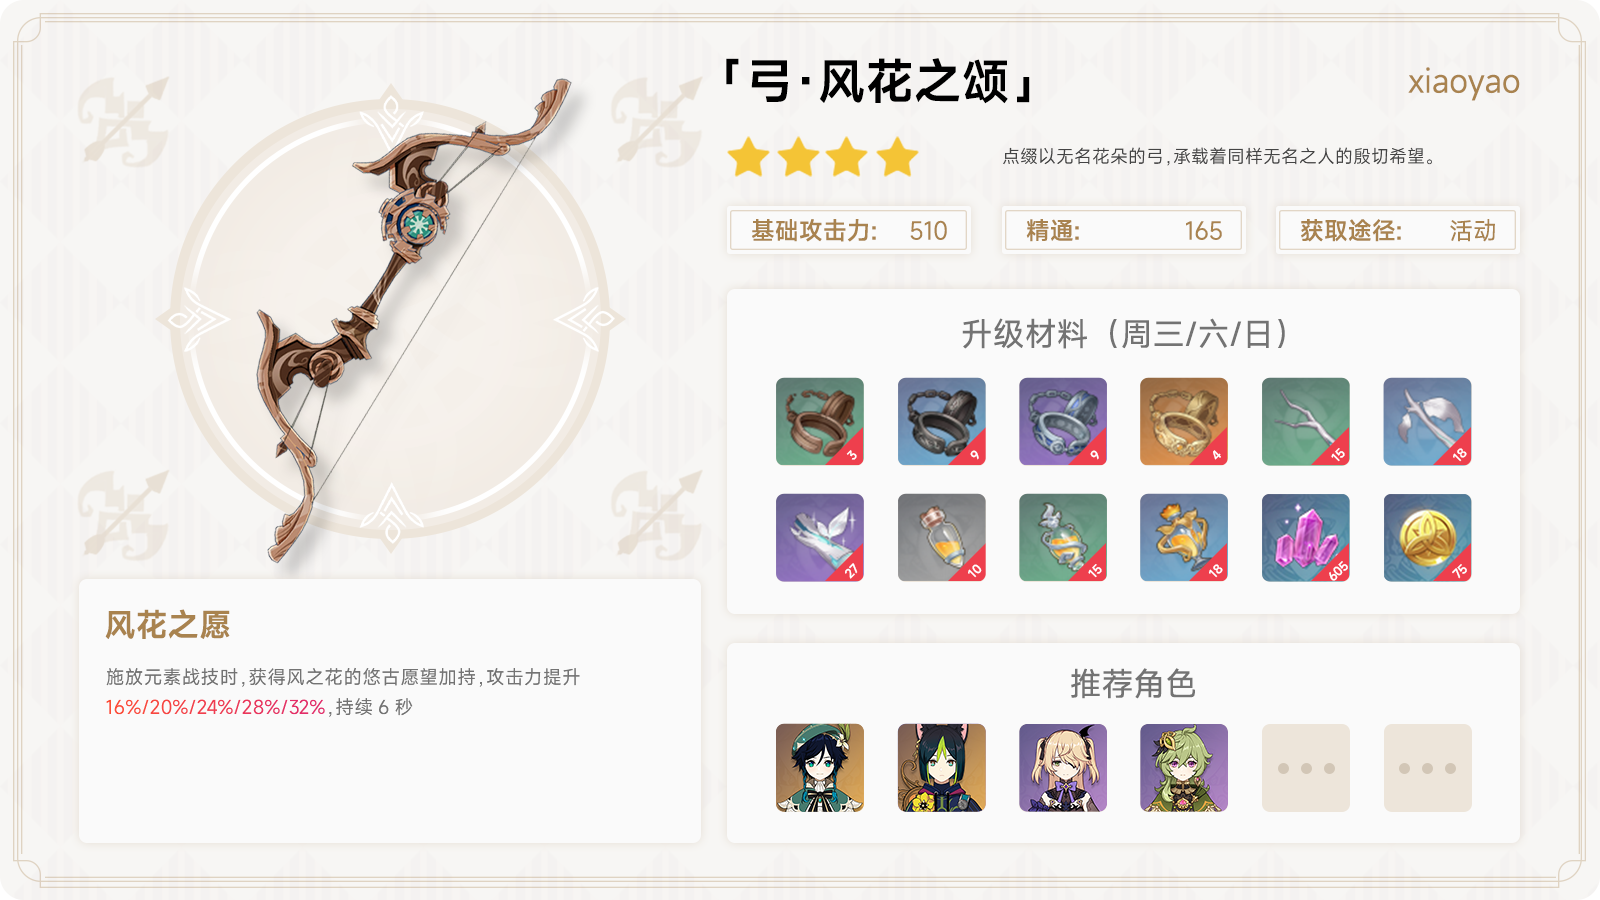 「弓·风花之颂」
xiaoyao
点缀以无名花朵的弓,承载着同样无名之人的殷切希望。
基础攻击力: 510
精通: 165
获取途径: 活动
升级材料（周三/六/日）
3
9
9
4
15
18
27
10
15
18
605
75
风花之愿
施放元素战技时,获得风之花的悠古愿望加持,攻击力提升
16%/20%/24%/28%/32%,持续 6 秒
推荐角色